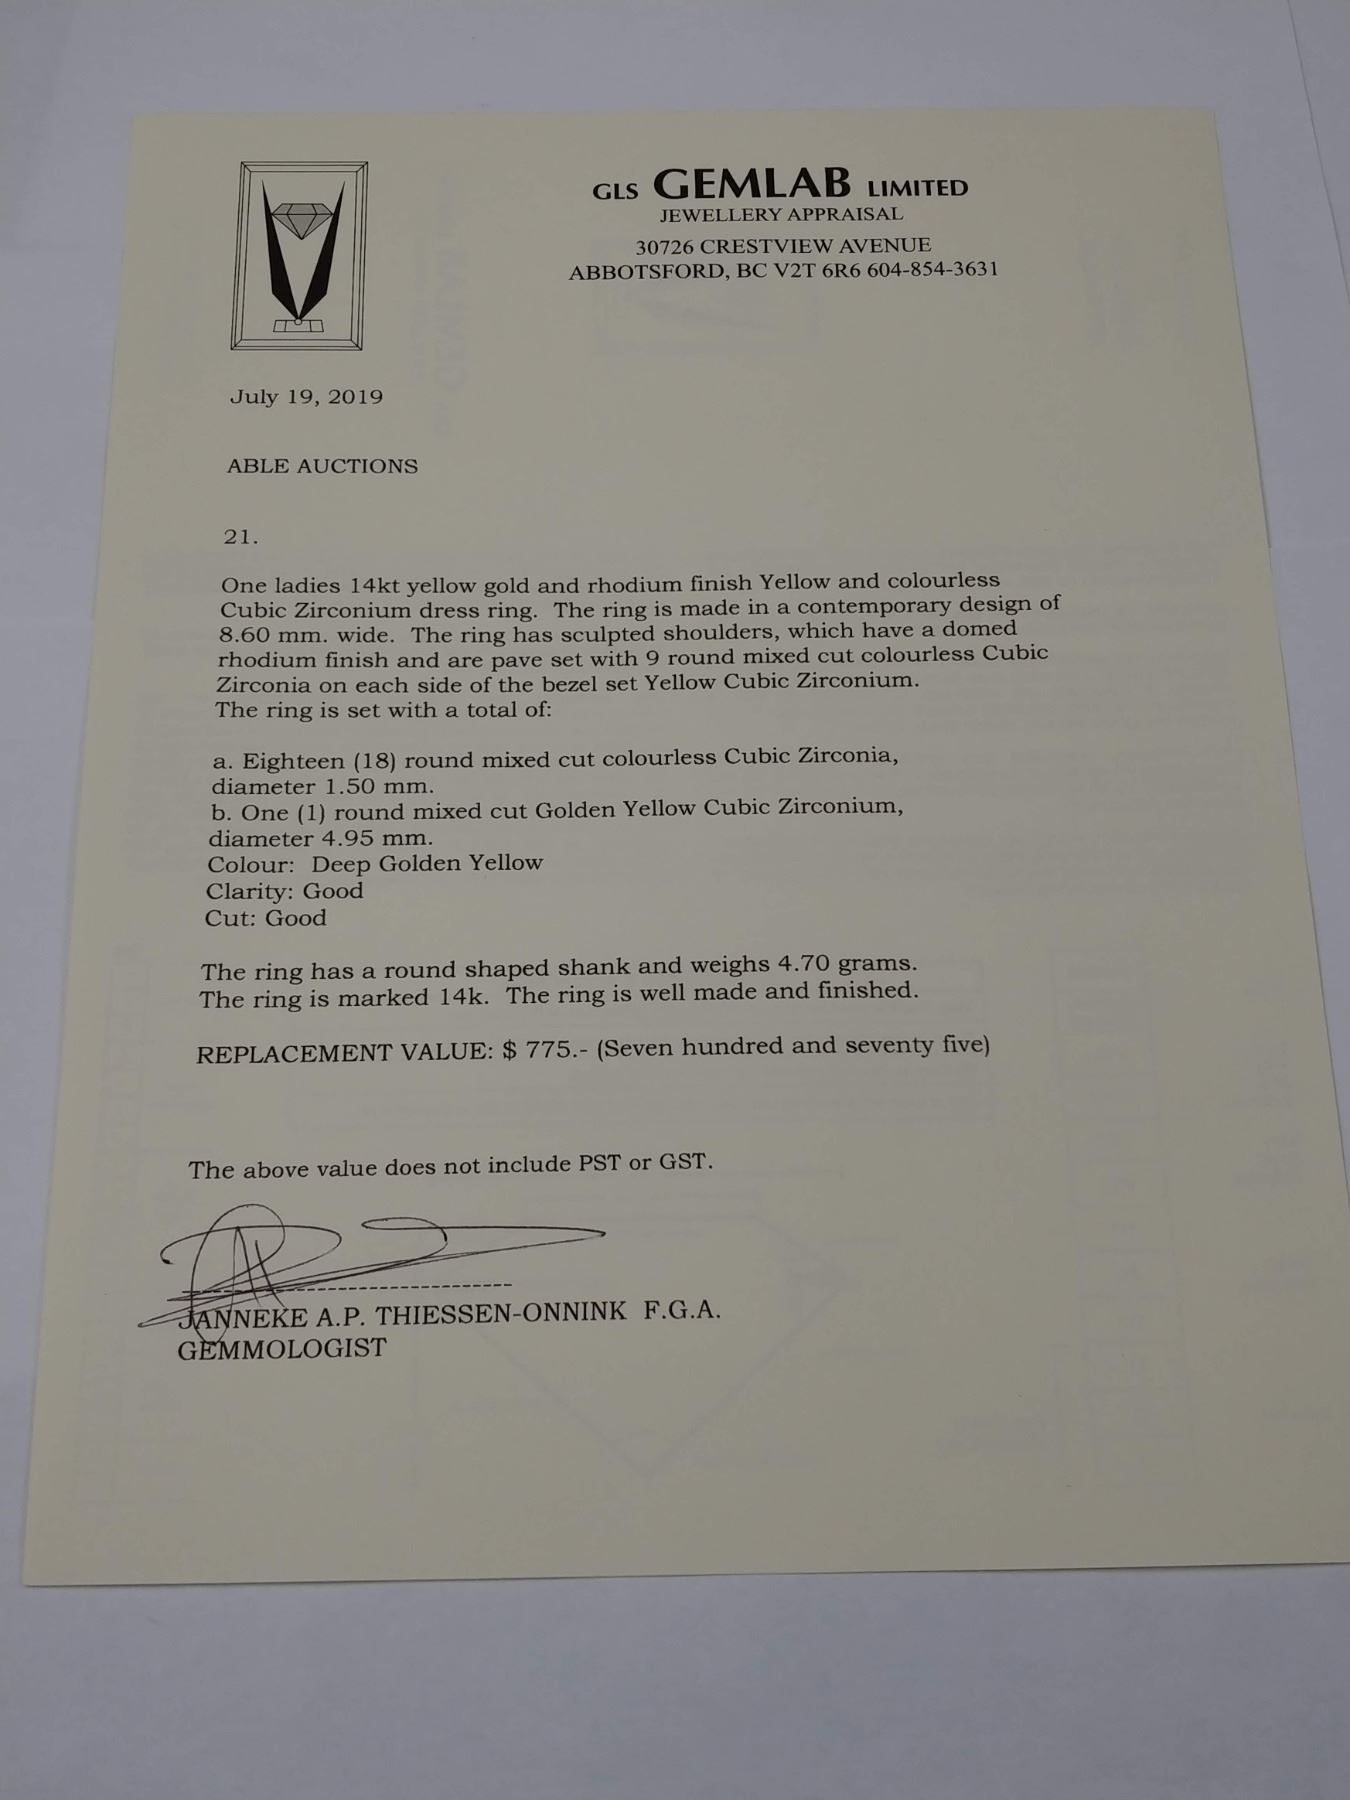 GLS GEMLAB LIMITED
JEWELLERY APPRAISAL
30726 CRESTVIEW AVENUE
ABBOTSFORD, BC V2T 6R6 604-854-3631
July 19, 2019
ABLE AUCTIONS
21.
One ladies 14kt yellow gold and rhodium finish Yellow and colourless
Cubic Zirconium dress ring. The ring is made in a contemporary design of
8.60 mm. wide. The ring has sculpted shoulders, which have a domed
rhodium finish and are pave set with 9 round mixed cut colourless Cubic
Zirconia on each side of the bezel set Yellow Cubic Zirconium.
The ring is set with a total of:
a. Eighteen (18) round mixed cut colourless Cubic Zirconia,
diameter 1.50 mm.
b. One (1) round mixed cut Golden Yellow Cubic Zirconium,
diameter 4.95 mm.
Colour: Deep Golden Yellow
Clarity: Good
Cut: Good
The ring has a round shaped shank and weighs 4.70 grams.
The ring is marked 14k. The ring is well made and finished.
REPLACEMENT VALUE: $ 775.- (Seven hundred and seventy five)
The above value does not include PST or GST.
JANNEKE A.P. THIESSEN-ONNINK F.G.A.
GEMMOLOGIST